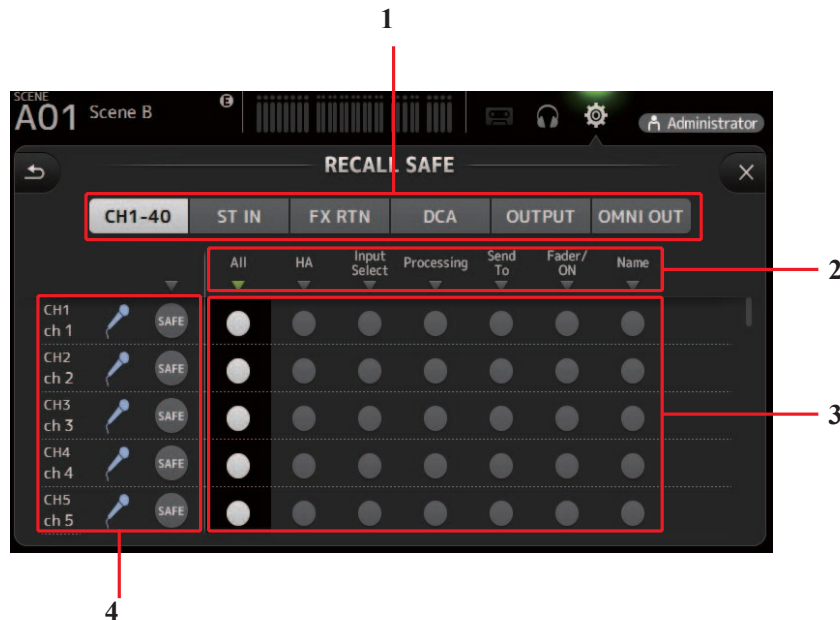 1
SCENE
A01 Scene B E Administrator
RECALL SAFE
CH1-40 ST IN FX RTN DCA OUTPUT OMNI OUT
All HA Input Select Processing Send To Fader/ON Name
2
CH1
ch 1 SAFE
CH2
ch 2 SAFE
CH3
ch 3 SAFE
3
CH4
ch 4 SAFE
CH5
ch 5 SAFE
4